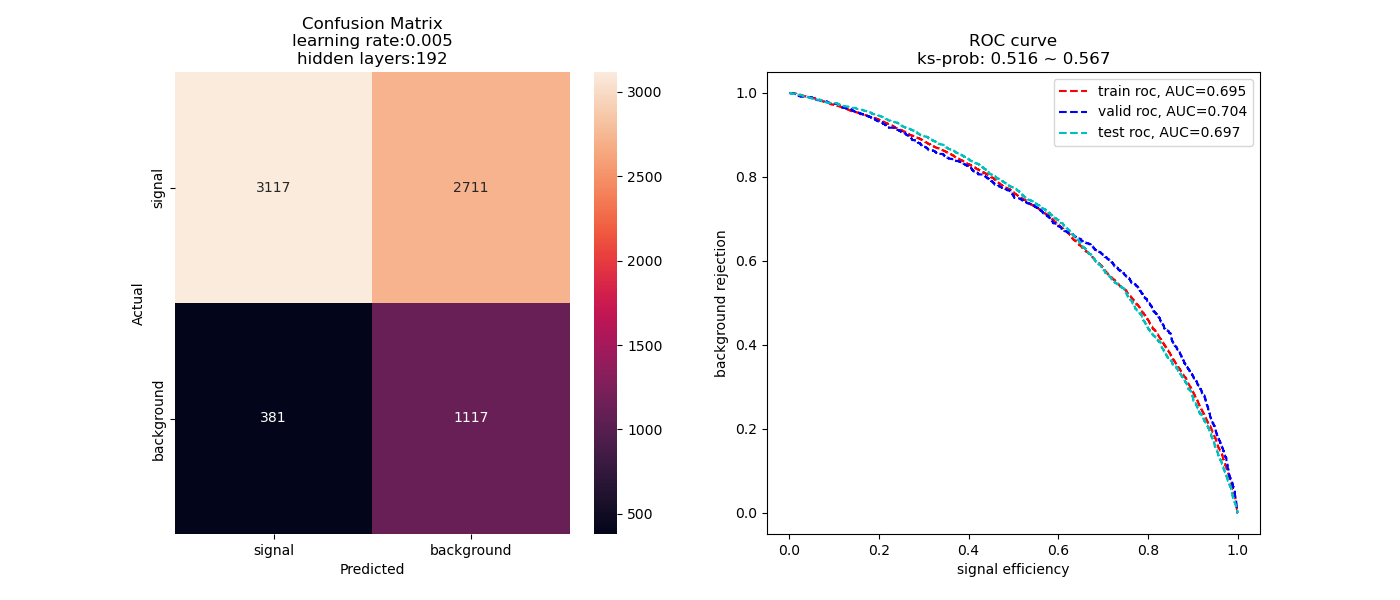 Confusion Matrix
learning rate:0.005
hidden layers:192
signal
background
Actual
3117
2711
381
1117
signal
background
Predicted
3000
2500
2000
1500
1000
500
ROC curve
ks-prob: 0.516 ~ 0.567
train roc, AUC=0.695
valid roc, AUC=0.704
test roc, AUC=0.697
background rejection
1.0
0.8
0.6
0.4
0.2
0.0
0.0
0.2
0.4
0.6
0.8
1.0
signal efficiency